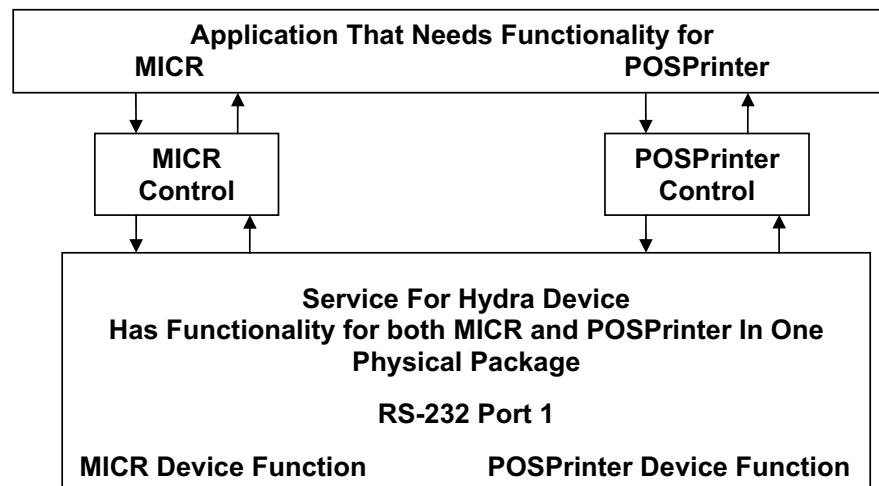 Application That Needs Functionality for
MICR POSPrinter
MICR
Control
POSPrinter
Control
Service For Hydra Device
Has Functionality for both MICR and POSPrinter In One
Physical Package
RS-232 Port 1
MICR Device Function POSPrinter Device Function